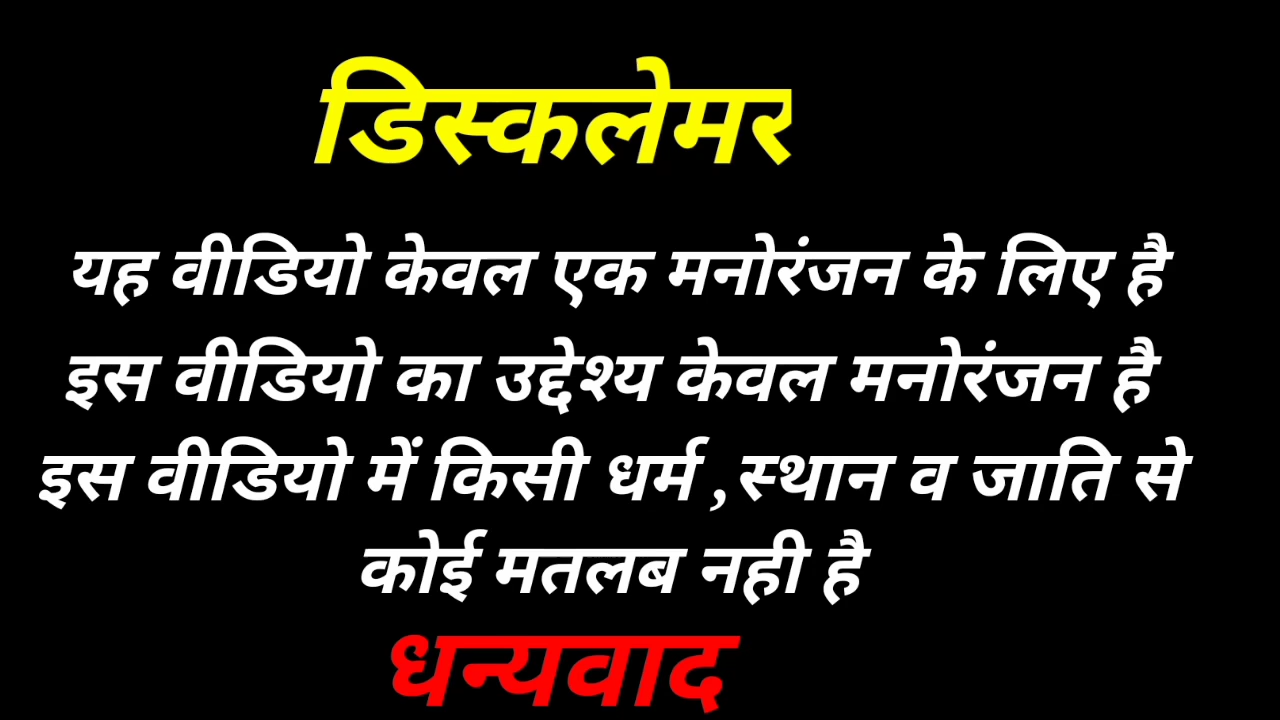 डिस्कलेमर
यह वीडियो केवल एक मनोरंजन के लिए है
इस वीडियो का उद्देश्य केवल मनोरंजन है
इस वीडियो में किसी धर्म ,स्थान व जाति से
कोई मतलब नही है
धन्यवाद